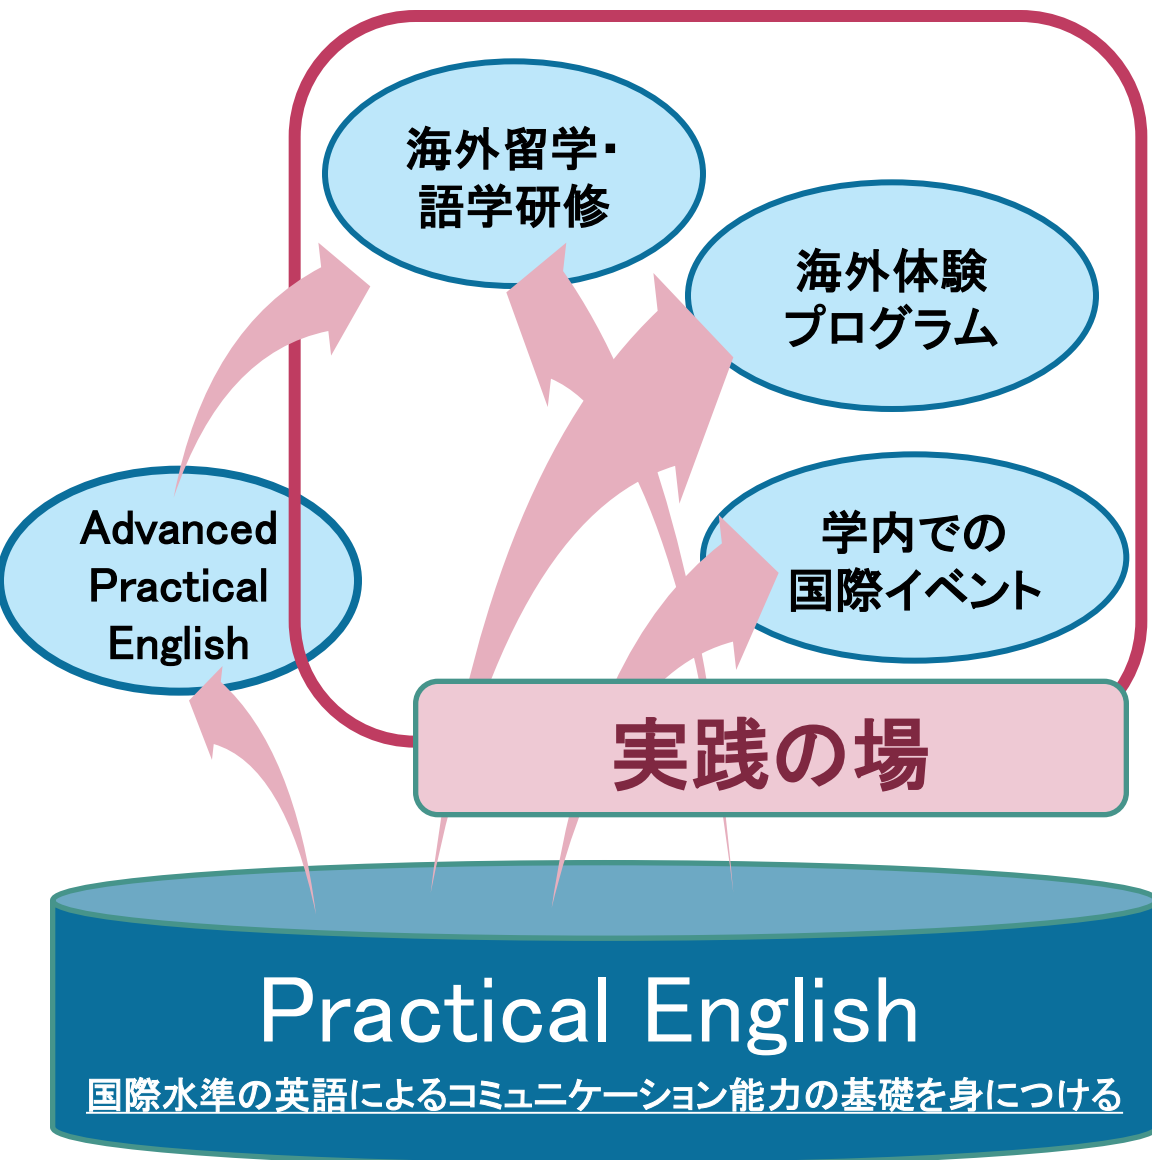 海外留学・
語学研修
海外体験
プログラム
Advanced
Practical
English
学内での
国際イベント
実践の場
Practical English
国際水準の英語によるコミュニケーション能力の基礎を身につける